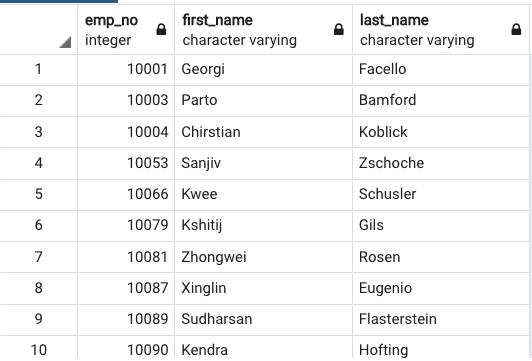 emp_no first_name last_name
integer character varying character varying
1 10001 Georgi Facello
2 10003 Parto Bamford
3 10004 Chirstian Koblick
4 10053 Sanjiv Zschoche
5 10066 Kwee Schusler
6 10079 Kshitij Gils
7 10081 Zhongwei Rosen
8 10087 Xinglin Eugenio
9 10089 Sudharsan Flasterstein
10 10090 Kendra Hofting